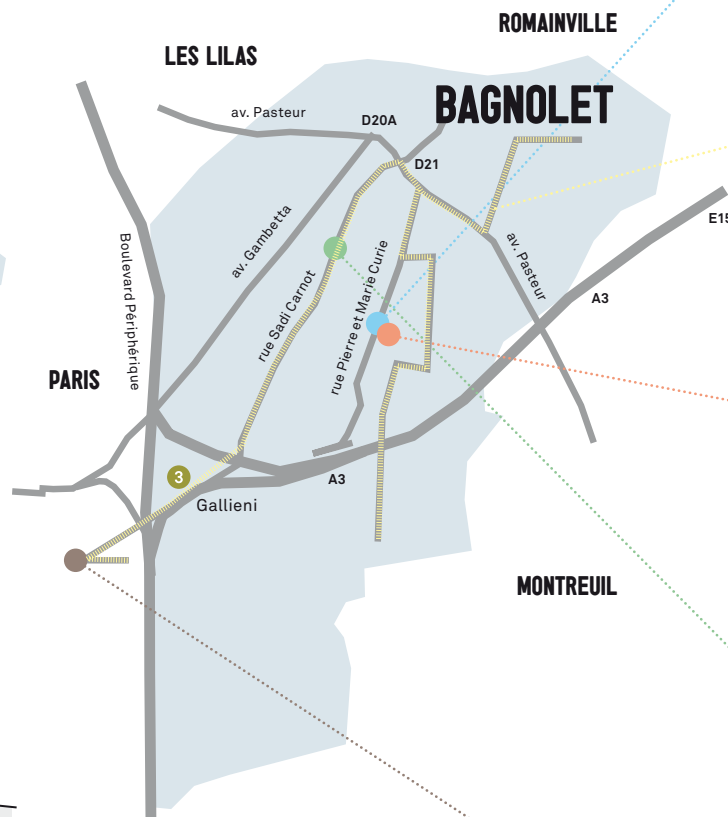 ROMAINVILLE
LES LILAS
BAGNOLET
av. Pasteur
D20A
D21
E15
av. Gambetta
Boulevard Périphérique
rue Sadi Carnot
rue Pierre et Marie Curie
av. Pasteur
A3
PARIS
A3
3
Gallieni
MONTREUIL